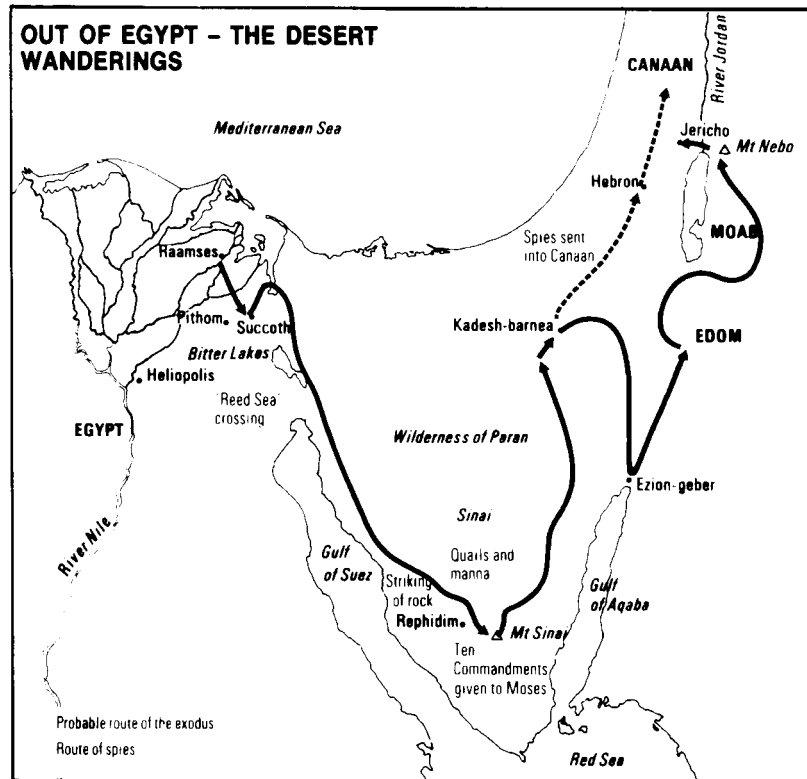 OUT OF EGYPT – THE DESERT
WANDERINGS
CANAAN
River Jordan
Mediterranean Sea
Jericho
Mt Nebo
Hebron
MOAB
Spies sent
into Canaan
Raamses
Pithom
Succoth
Kadesh-barnea
EDOM
Bitter Lakes
Heliopolis
'Reed Sea'
crossing
EGYPT
Wilderness of Paran
Ezion-geber
Sinai
River Nile
Quails and
manna
Gulf
of Suez
Striking
of rock
Gulf
of Aqaba
Rephidim
Mt Sinai
Ten
Commandments
given to Moses
Probable route of the exodus
Route of spies
Red Sea